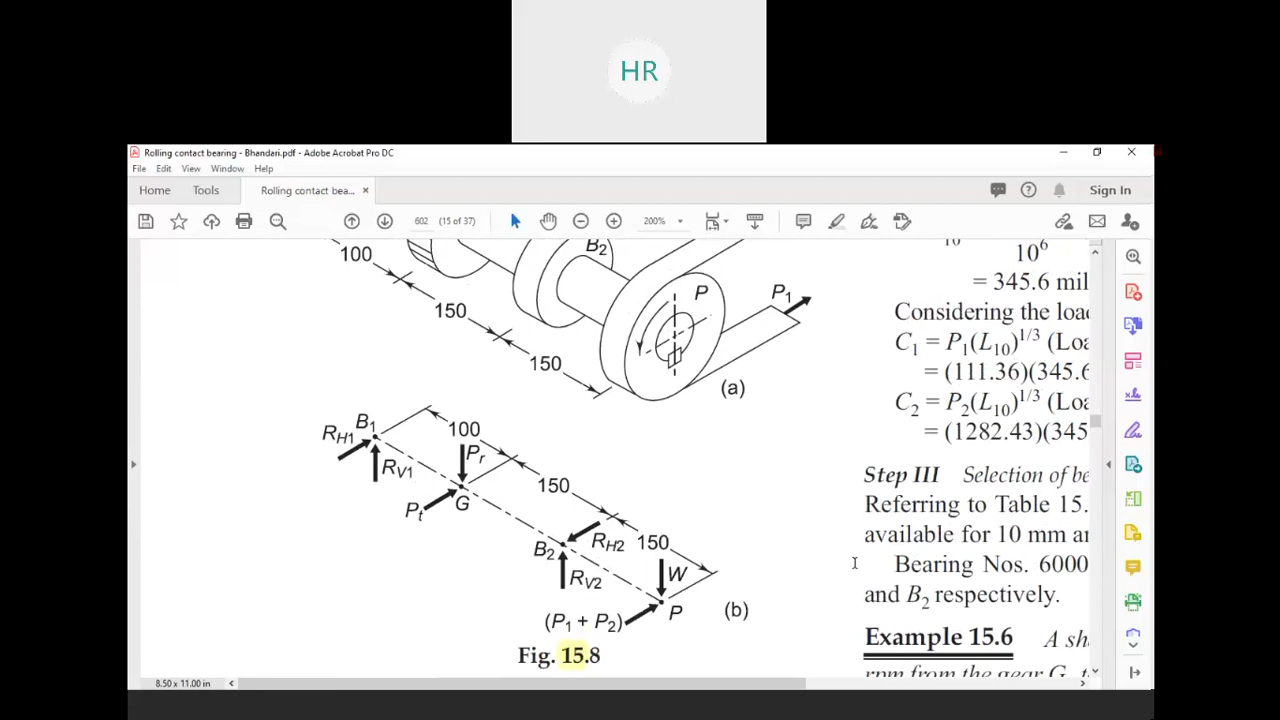 HR
Rolling contact bearing - Bhandari.pdf - Adobe Acrobat Pro DC
File Edit View Window Help
Home Tools Rolling contact bea... × Sign In
602 (15 of 37) 200%
100
150
150
B2
P
P1
(a)
B1
RH1
RV1
100
Pr
Pt
G
150
B2
RH2
RV2
150
W
P
(P1 + P2)
(b)
Fig. 15.8
10
10^6
= 345.6 mil
Considering the loa
C1 = P1(L10)^1/3 (Loa
= (111.36)(345.6
C2 = P2(L10)^1/3 (Loa
= (1282.43)(345
Step III Selection of be
Referring to Table 15.
available for 10 mm an
Bearing Nos. 6000
and B2 respectively.
Example 15.6 A sh
rpm from the gear G, t
8.50 x 11.00 in